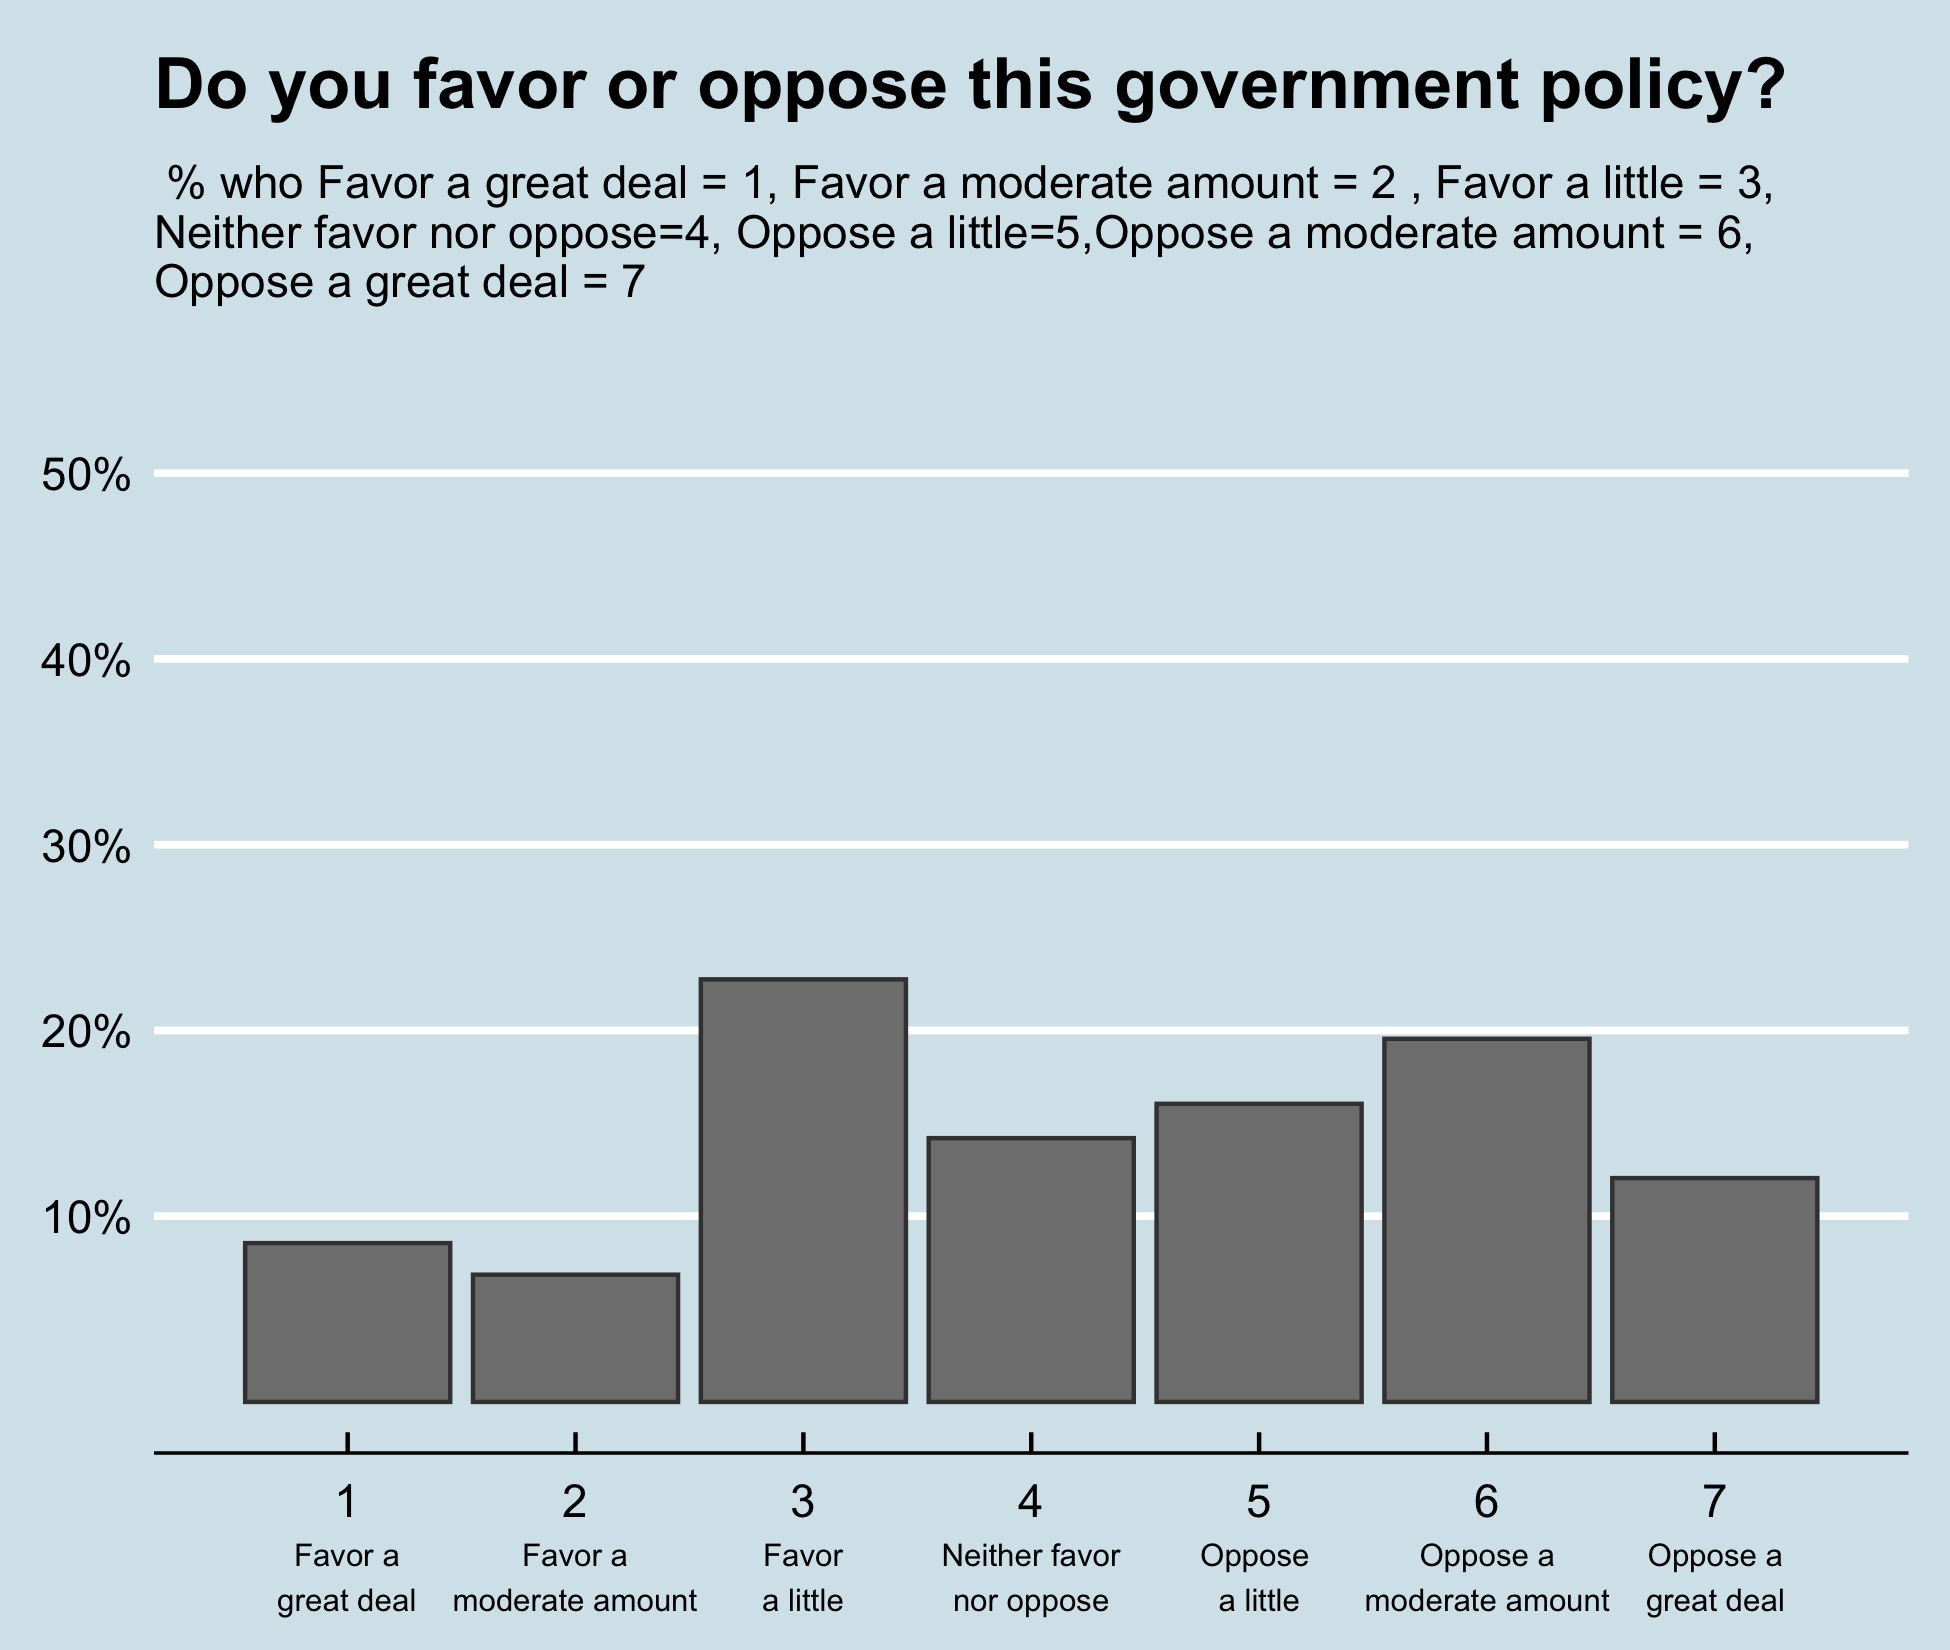 Do you favor or oppose this government policy?
% who Favor a great deal = 1, Favor a moderate amount = 2 , Favor a little = 3,
Neither favor nor oppose=4, Oppose a little=5,Oppose a moderate amount = 6,
Oppose a great deal = 7
50%
40%
30%
20%
10%
1 2 3 4 5 6 7
Favor a Favor a Favor Neither favor Oppose Oppose a Oppose a
great deal moderate amount a little nor oppose a little moderate amount great deal